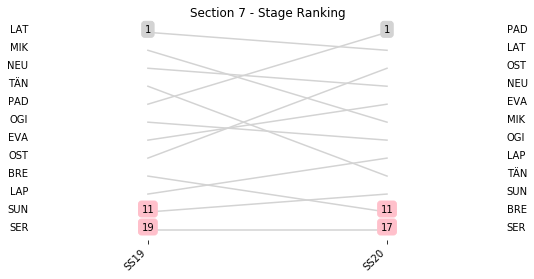 Section 7 - Stage Ranking
LAT 1 1 PAD
MIK LAT
NEU OST
TÄN NEU
PAD EVA
OGI MIK
EVA OGI
OST LAP
BRE TÄN
LAP SUN
SUN 11 11 BRE
SER 19 17 SER
SS19 SS20